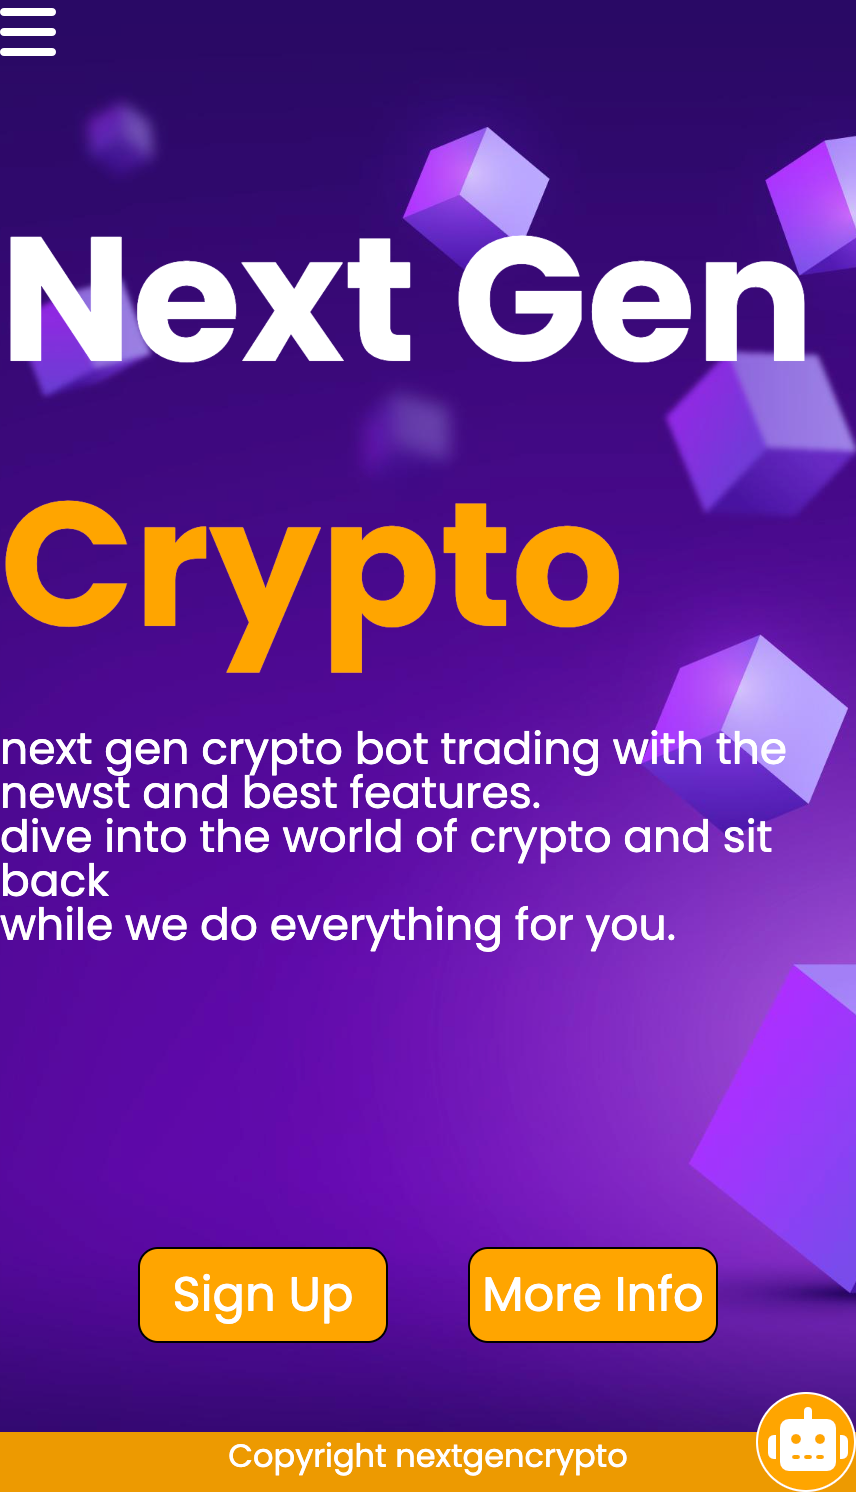 Next Gen
Crypto
next gen crypto bot trading with the
newst and best features.
dive into the world of crypto and sit
back
while we do everything for you.
Sign Up
More Info
Copyright nextgencrypto